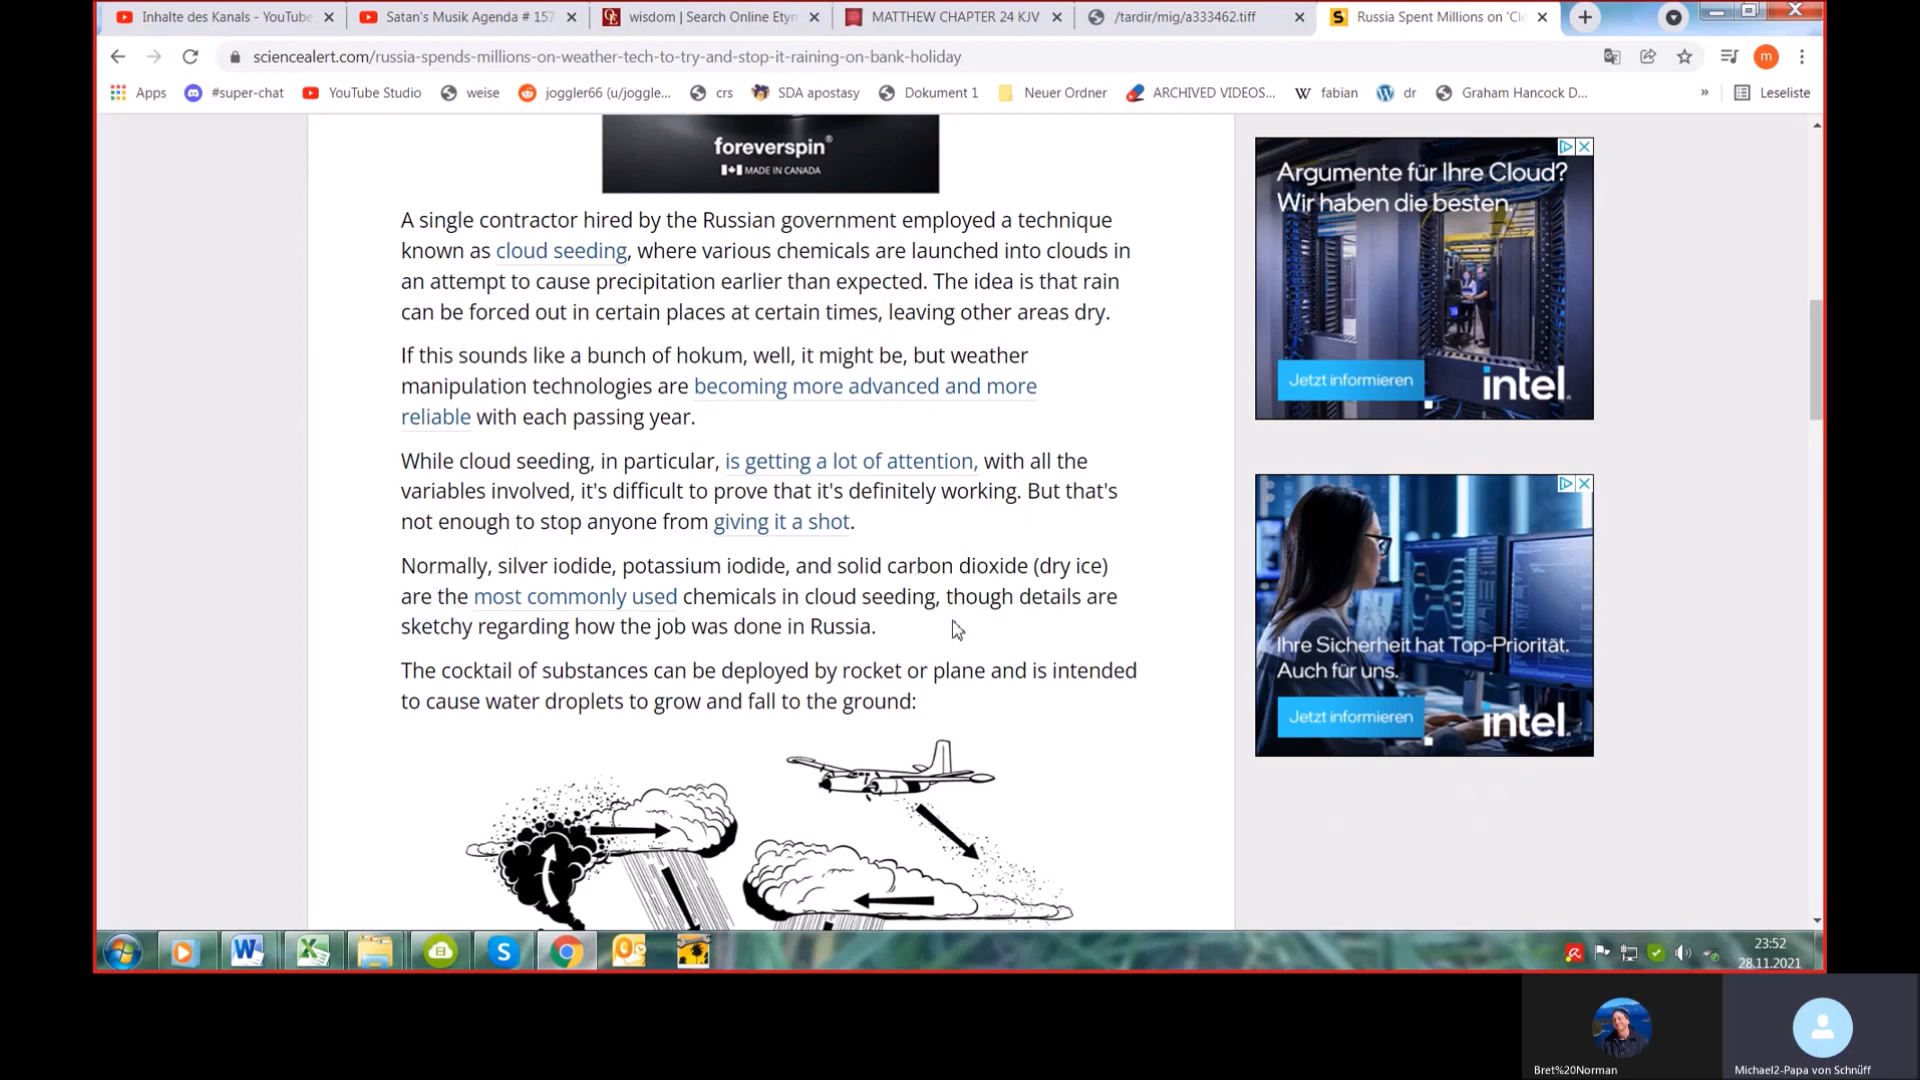 Inhalte des Kanals - YouTube
Satan's Musik Agenda # 157
wisdom | Search Online Etym
MATTHEW CHAPTER 24 KJV
/tardir/mig/a333462.tiff
Russia Spent Millions on 'Clo
sciencealert.com/russia-spends-millions-on-weather-tech-to-try-and-stop-it-raining-on-bank-holiday
m
Apps
#super-chat
YouTube Studio
weise
joggler66 (u/joggle...
crs
SDA apostasy
Dokument 1
Neuer Ordner
ARCHIVED VIDEOS...
W fabian
dr
Graham Hancock D...
»
Leseliste
foreverspin®
MADE IN CANADA
A single contractor hired by the Russian government employed a technique
known as cloud seeding, where various chemicals are launched into clouds in
an attempt to cause precipitation earlier than expected. The idea is that rain
can be forced out in certain places at certain times, leaving other areas dry.
If this sounds like a bunch of hokum, well, it might be, but weather
manipulation technologies are becoming more advanced and more
reliable with each passing year.
While cloud seeding, in particular, is getting a lot of attention, with all the
variables involved, it's difficult to prove that it's definitely working. But that's
not enough to stop anyone from giving it a shot.
Normally, silver iodide, potassium iodide, and solid carbon dioxide (dry ice)
are the most commonly used chemicals in cloud seeding, though details are
sketchy regarding how the job was done in Russia.
The cocktail of substances can be deployed by rocket or plane and is intended
to cause water droplets to grow and fall to the ground:
Argumente für Ihre Cloud?
Wir haben die besten.
Jetzt informieren
intel.
Ihre Sicherheit hat Top-Priorität.
Auch für uns.
Jetzt informieren
intel.
23:52
28.11.2021
Bret%20Norman
Michael2-Papa von Schnüff